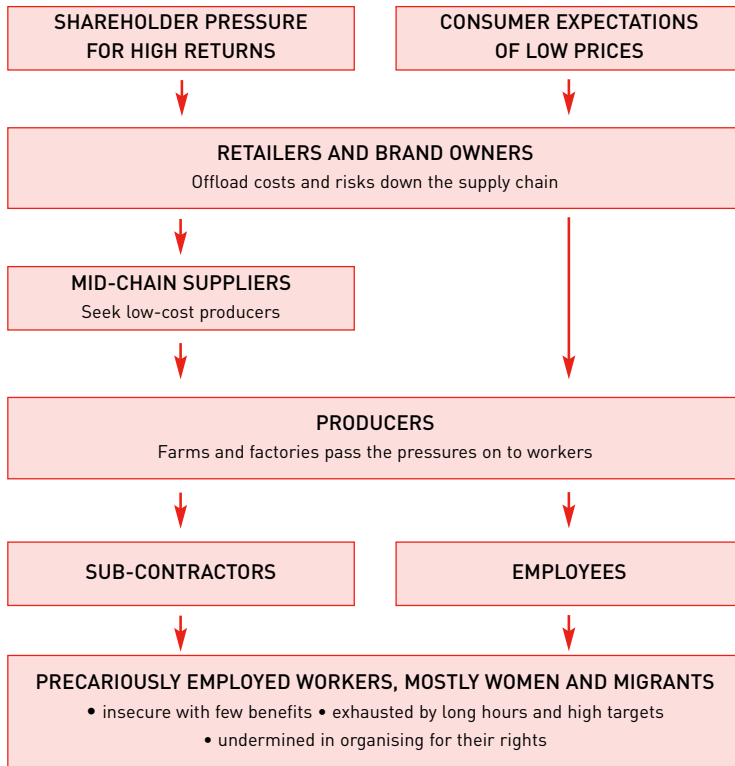 SHAREHOLDER PRESSURE
FOR HIGH RETURNS
CONSUMER EXPECTATIONS
OF LOW PRICES
RETAILERS AND BRAND OWNERS
Offload costs and risks down the supply chain
MID-CHAIN SUPPLIERS
Seek low-cost producers
PRODUCERS
Farms and factories pass the pressures on to workers
SUB-CONTRACTORS
EMPLOYEES
PRECARIOUSLY EMPLOYED WORKERS, MOSTLY WOMEN AND MIGRANTS
• insecure with few benefits • exhausted by long hours and high targets
• undermined in organising for their rights